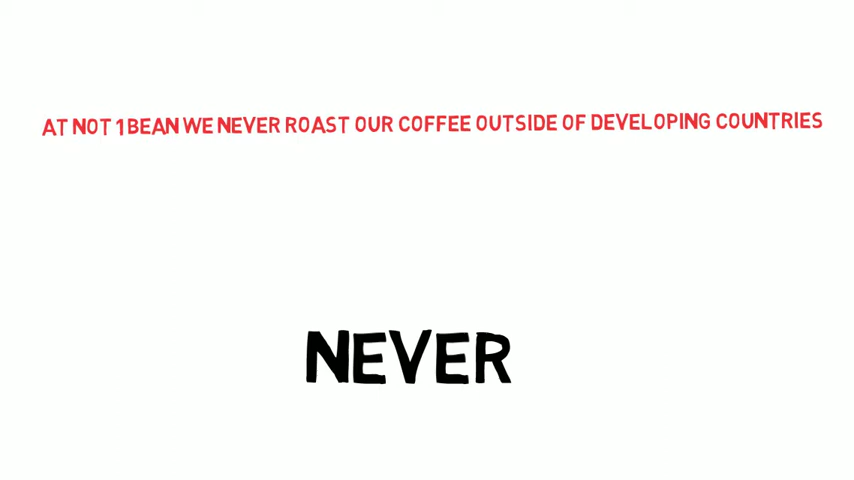 AT NOT 1 BEAN WE NEVER ROAST OUR COFFEE OUTSIDE OF DEVELOPING COUNTRIES
NEVER